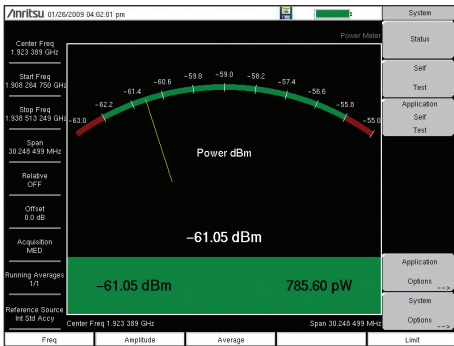 Anritsu 01/26/2009 04:02:01 pm
System
Power Meter
Center Freq
1.923 389 GHz
Start Freq
1.908 264 750 GHz
Stop Freq
1.938 513 249 GHz
Span
30.248 499 MHz
Relative
OFF
Offset
0.0 dB
Acquisition
MED
Running Averages
1/1
Reference Source
Int Std Accy
-63.0
-62.2
-61.4
-60.6
-59.8
-59.0
-58.2
-57.4
-56.6
-55.8
-55.0
Power dBm
-61.05 dBm
-61.05 dBm 785.60 pW
Center Freq 1.923 389 GHz Span 30.248 499 MHz
Status
Self
Test
Application
Self
Test
Application
Options -->
System
Options -->
Freq Amplitude Average Limit